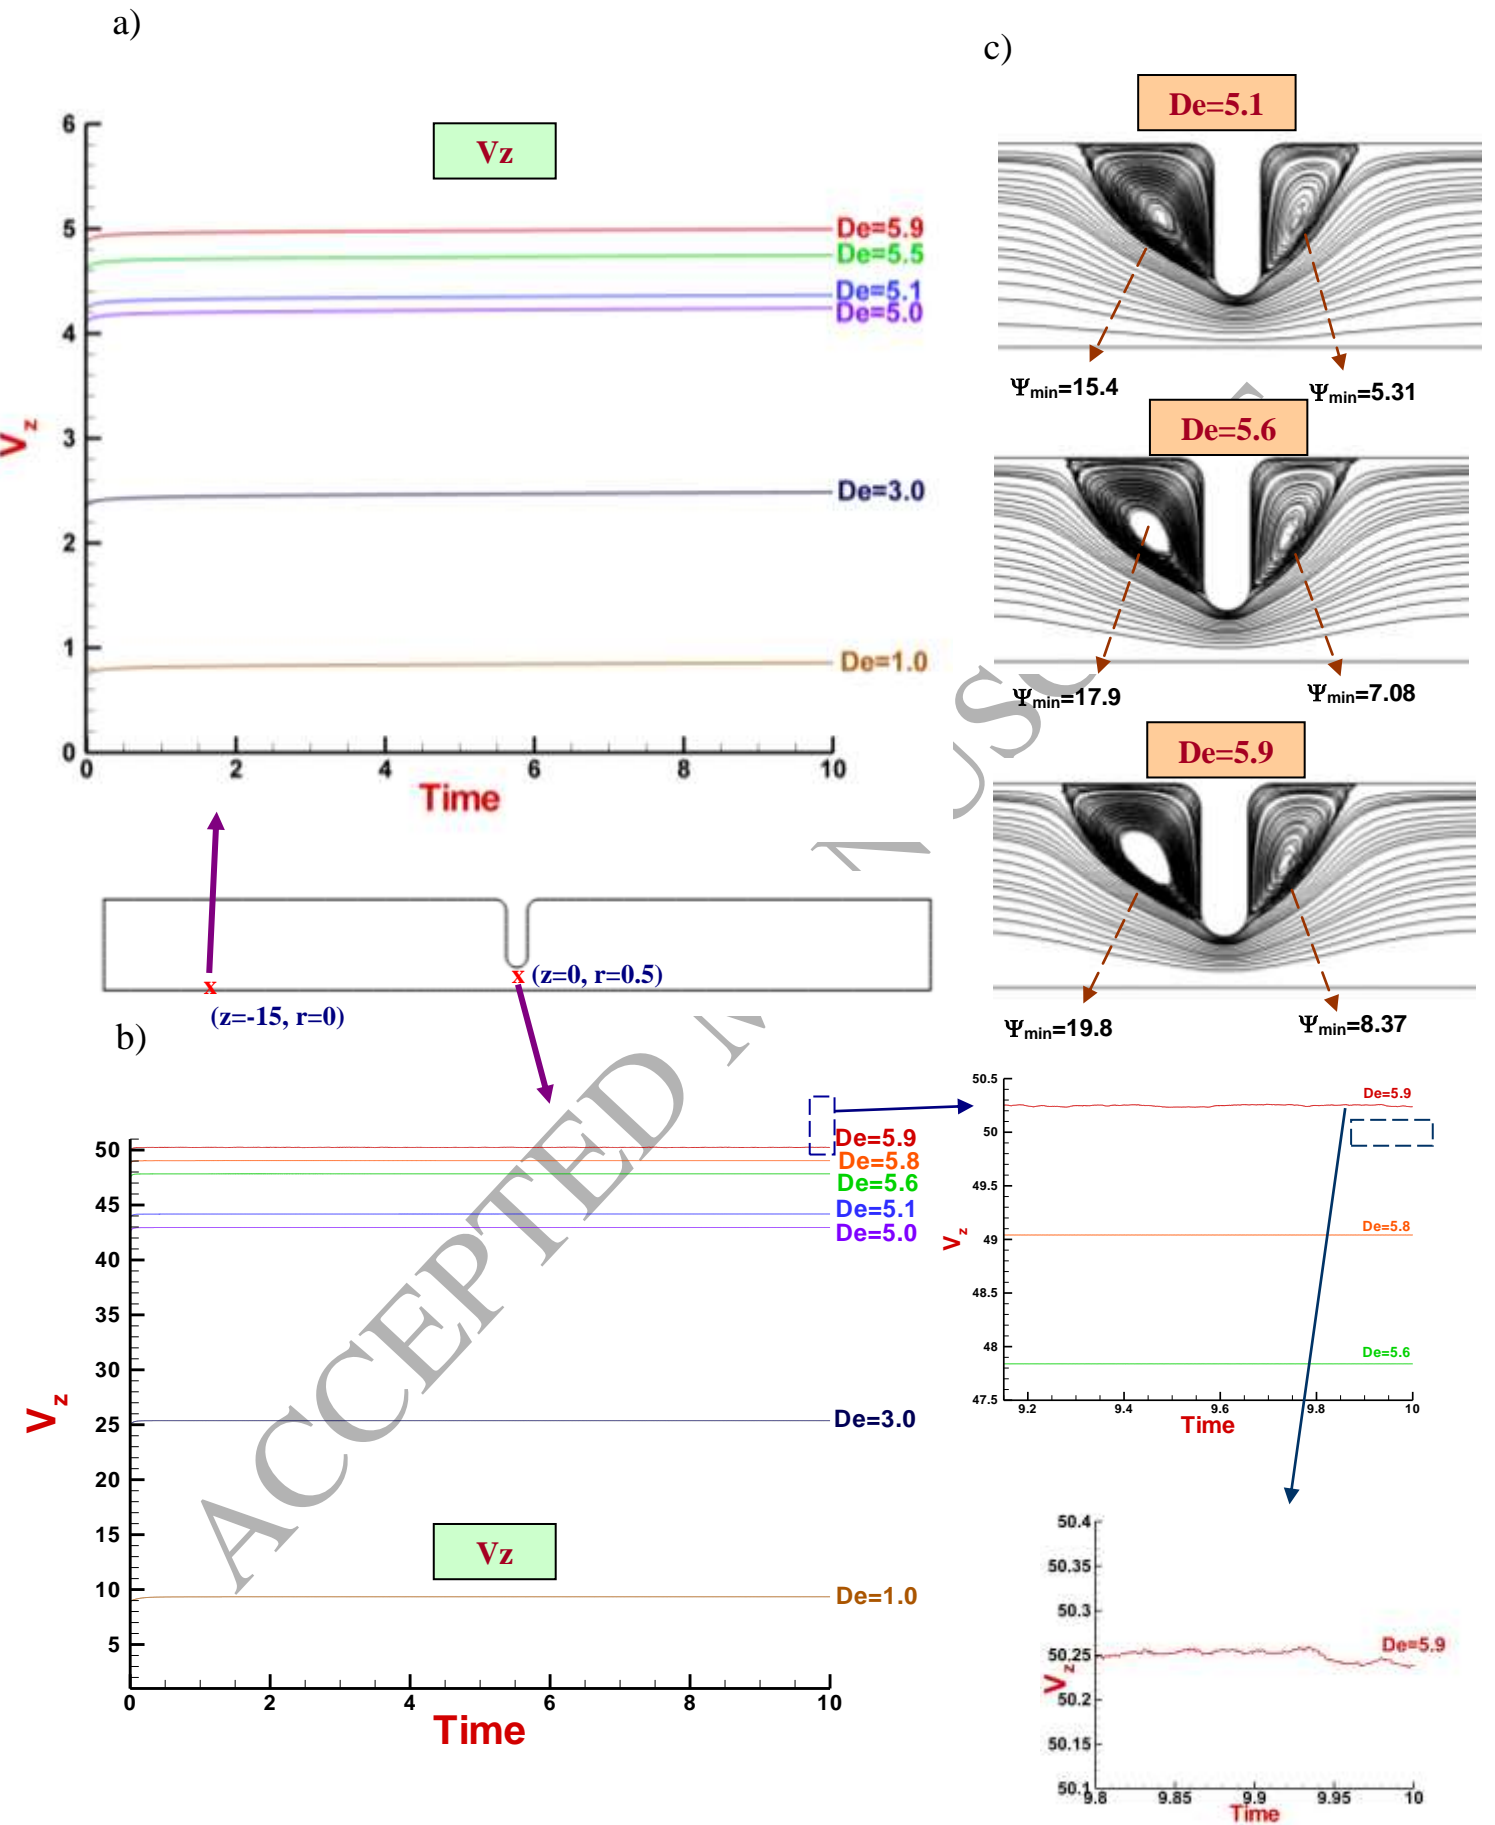 a)
Vz
6
5
4
3
2
1
0
V_z
De=5.9
De=5.5
De=5.1
De=5.0
De=3.0
De=1.0
0 2 4 6 8 10
Time
x (z=0, r=0.5)
x
(z=-15, r=0)
b)
50
45
40
35
30
25
20
15
10
5
V_z
De=5.9
De=5.8
De=5.6
De=5.1
De=5.0
De=3.0
Vz
De=1.0
0 2 4 6 8 10
Time
c)
De=5.1
Ψmin=15.4 Ψmin=5.31
De=5.6
Ψmin=17.9 Ψmin=7.08
De=5.9
Ψmin=19.8 Ψmin=8.37
50.5
50
49.5
49
48.5
48
47.5
V_z
De=5.9
De=5.8
De=5.6
9.2 9.4 9.6 9.8 10
Time
50.4
50.35
50.3
50.25
50.2
50.15
50.1
V_z
De=5.9
9.8 9.85 9.9 9.95 10
Time